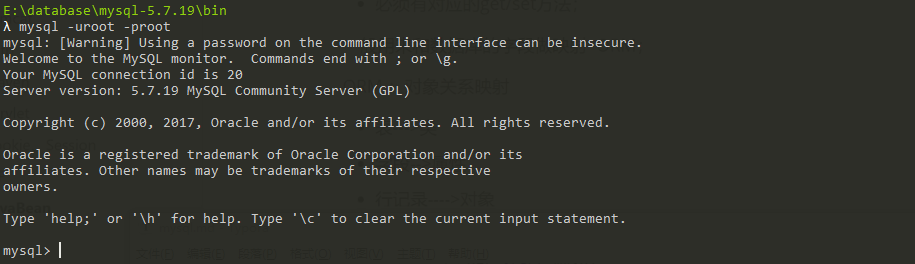 E:\database\mysql-5.7.19\bin
λ mysql -uroot -proot
mysql: [Warning] Using a password on the command line interface can be insecure.
Welcome to the MySQL monitor.  Commands end with ; or \g.
Your MySQL connection id is 20
Server version: 5.7.19 MySQL Community Server (GPL)

Copyright (c) 2000, 2017, Oracle and/or its affiliates. All rights reserved.

Oracle is a registered trademark of Oracle Corporation and/or its
affiliates. Other names may be trademarks of their respective
owners.

Type 'help;' or '\h' for help. Type '\c' to clear the current input statement.

mysql>